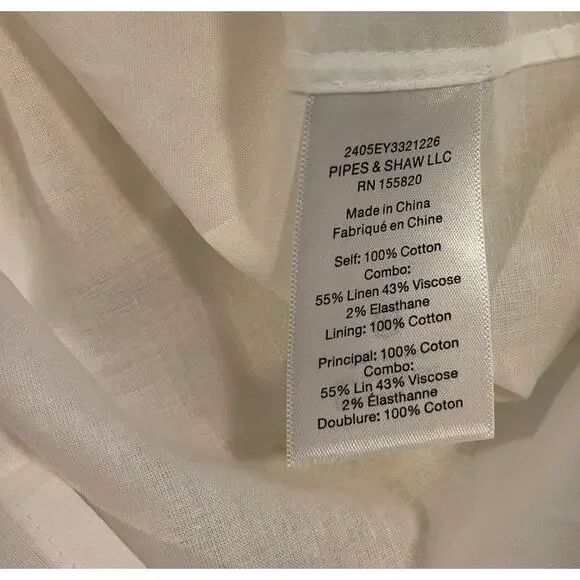 2405EY3321226
PIPES & SHAW LLC
RN 155820
Made in China
Fabriqué en Chine
Self: 100% Cotton
Combo:
55% Linen 43% Viscose
2% Elasthane
Lining: 100% Cotton
Principal: 100% Coton
Combo:
55% Lin 43% Viscose
2% Élasthanne
Doublure: 100% Coton